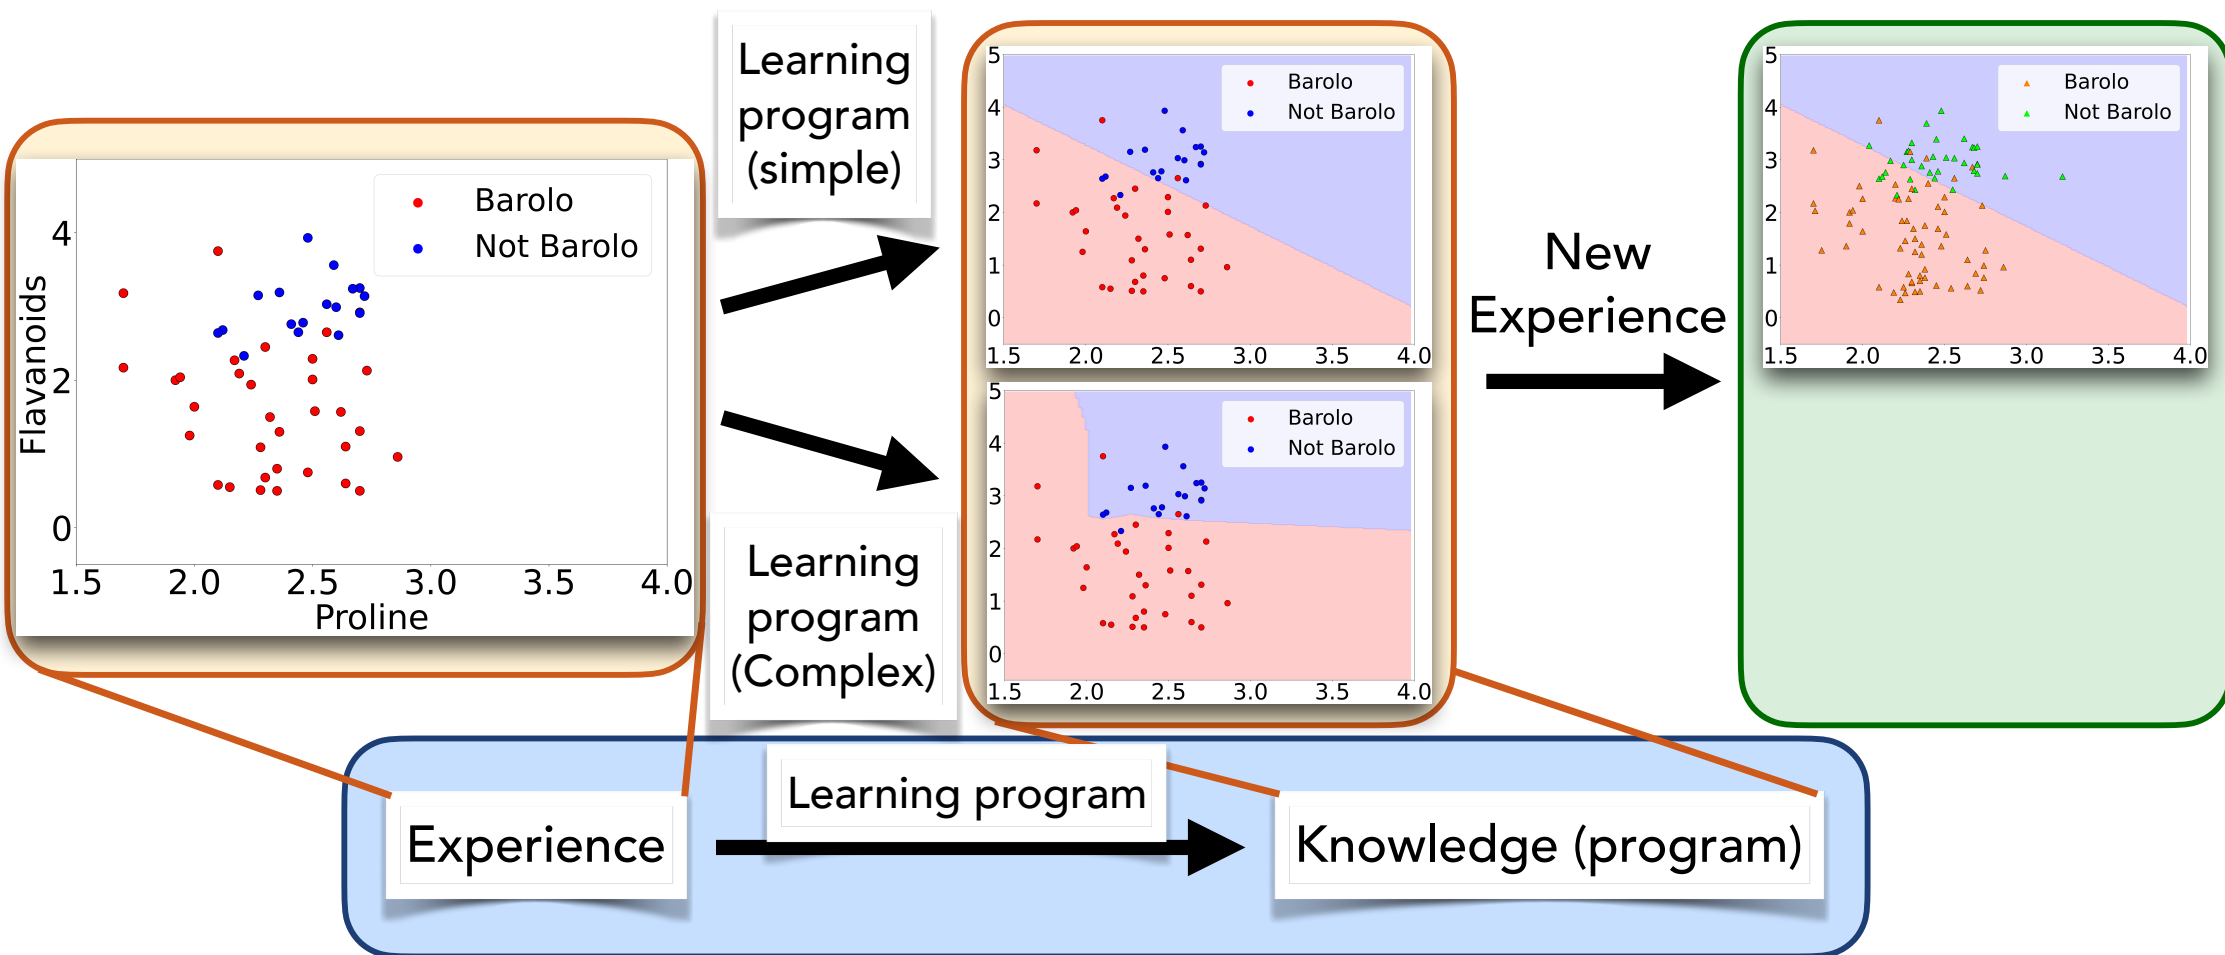 Learning
program
(simple)
Barolo
Not Barolo
4
2
0
1.5 2.0 2.5 3.0 3.5 4.0
Flavanoids
Proline
Learning
program
(Complex)
5
4
3
2
1
0
1.5 2.0 2.5 3.0 3.5 4.0
Barolo
Not Barolo
5
4
3
2
1
0
1.5 2.0 2.5 3.0 3.5 4.0
Barolo
Not Barolo
New
Experience
5
4
3
2
1
0
1.5 2.0 2.5 3.0 3.5 4.0
Barolo
Not Barolo
Learning program
Experience
Knowledge (program)